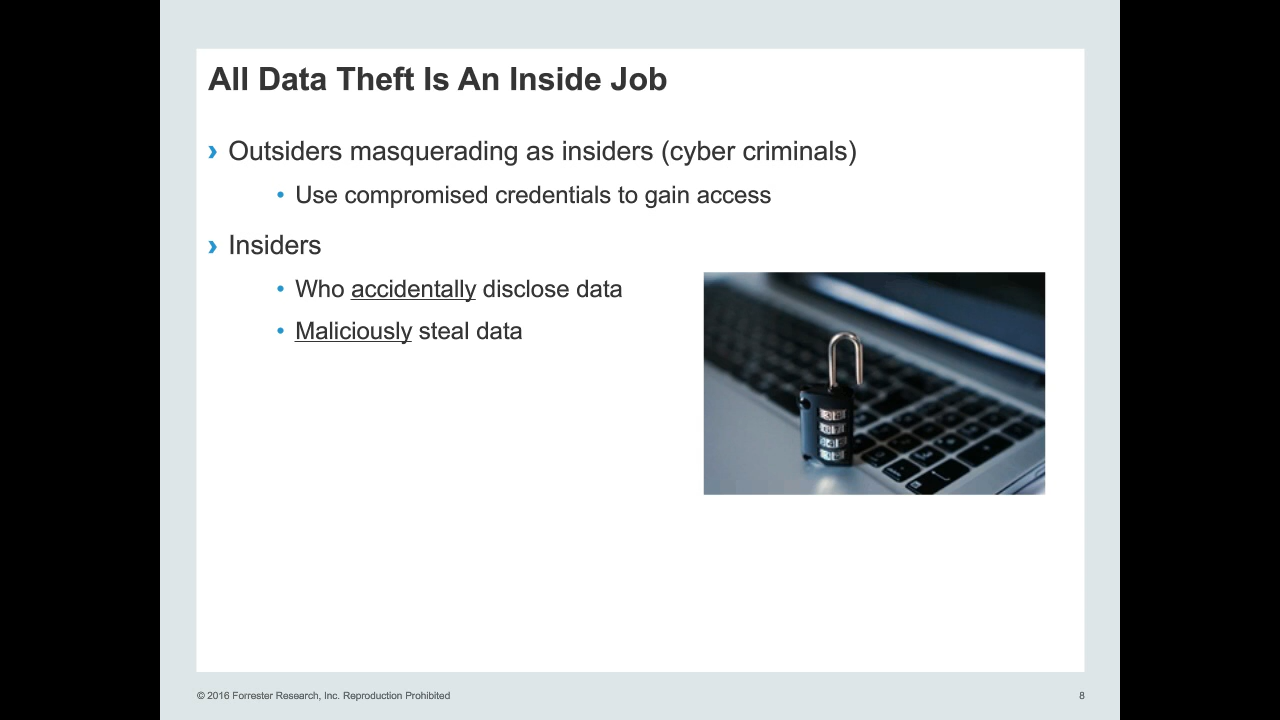 All Data Theft Is An Inside Job
› Outsiders masquerading as insiders (cyber criminals)
• Use compromised credentials to gain access
› Insiders
• Who accidentally disclose data
• Maliciously steal data
© 2016 Forrester Research, Inc. Reproduction Prohibited
8